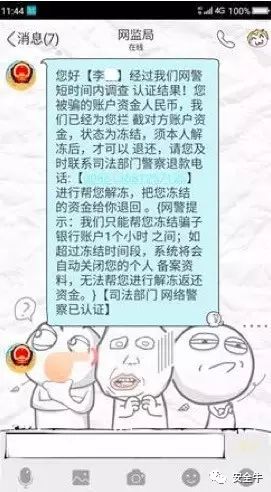 11:44
4G 92%
消息(7)
网监局
在线
您好【李 】经过我们网警
短时间内调查 认证结果！您
被骗的账户资金人民币，我
们已经为您拦 截对方账户资
金，状态为冻结，须本人解
冻后，才可以 退还，请您及
时联系司法部门警察退款电
话：【
进行帮您解冻，把您冻结
的资金给你退回 。{网警提
示：我们只能帮您冻结骗子
银行账户1个小时 之间；如
超过冻结时间段，系统将会
自动关闭您的个人 备案资
料，无法帮您进行解冻返还
资金。}【司法部门 网络警
察已认证】
安全牛